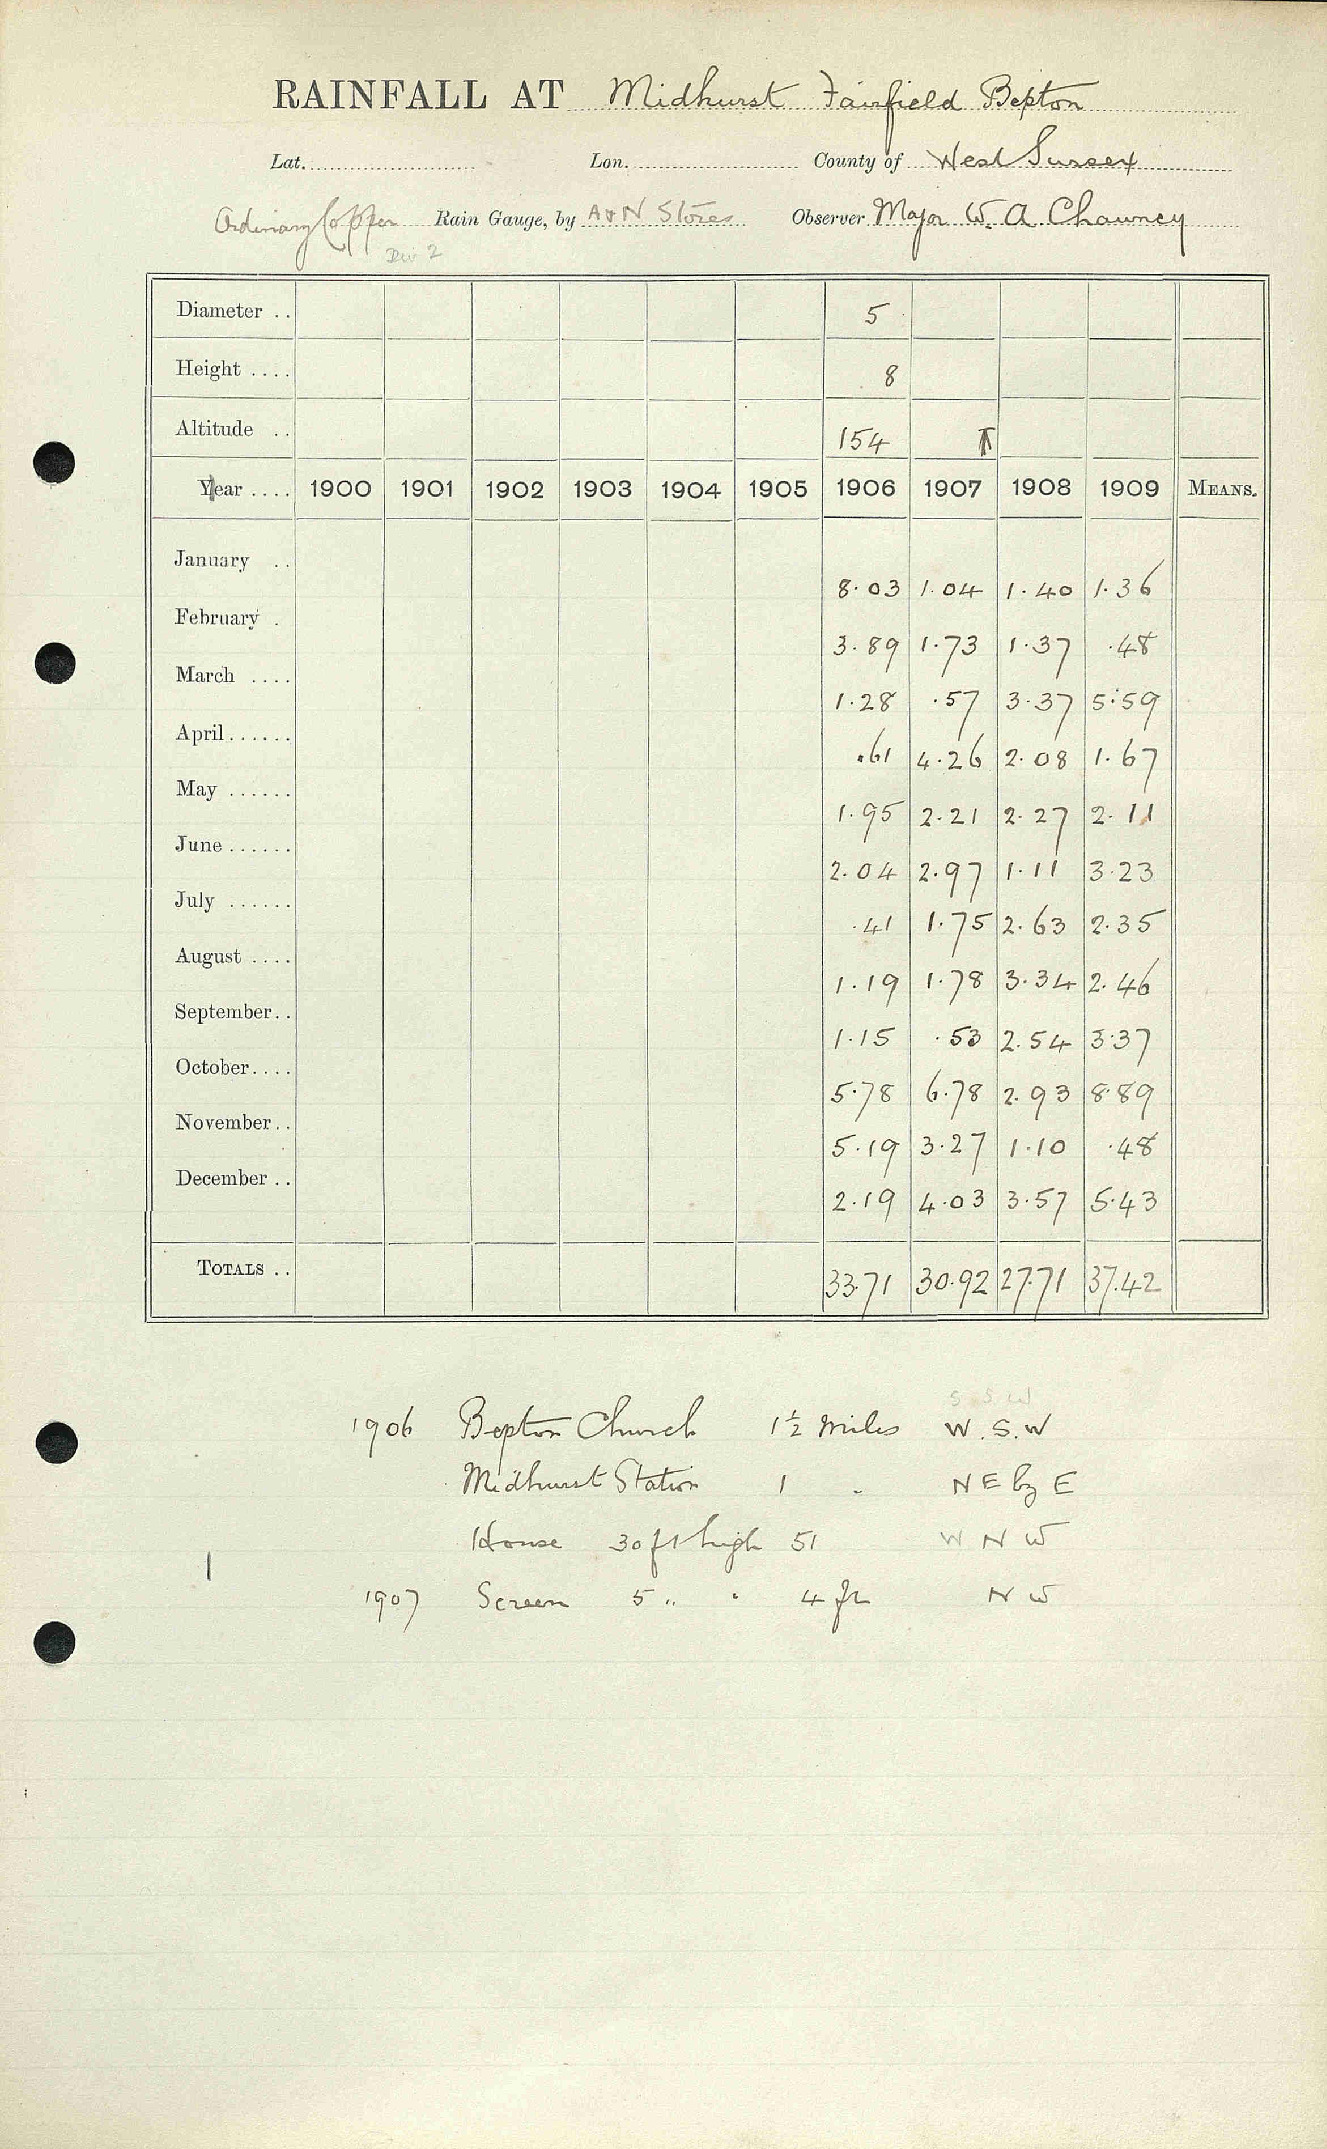 RAINFALL AT Midhurst Fairfield Bepton
Lat. Lon. County of West Sussex
Ordinary Copper Rain Gauge, by A & N Stores Observer Major W. A. Chauncy
Dev 2
Diameter .. 5
Height .... 8
Altitude .. 154
Year .... 1900 1901 1902 1903 1904 1905 1906 1907 1908 1909 MEANS.
January .. 8.03 1.04 1.40 1.36
February . 3.89 1.73 1.37 .48
March .... 1.28 .57 3.37 5.59
April...... .61 4.26 2.08 1.67
May ...... 1.95 2.21 2.27 2.11
June ...... 2.04 2.97 1.11 3.23
July ...... .41 1.75 2.63 2.35
August .... 1.19 1.78 3.34 2.46
September.. 1.15 .53 2.54 3.37
October.... 5.78 6.78 2.93 8.89
November.. 5.19 3.27 1.10 .48
December .. 2.19 4.03 3.57 5.43
TOTALS .. 33.71 30.92 27.71 37.42
S S W
1906 Bepton Church 1½ miles W.S.W
Midhurst Station 1 " NE by E
House 30 ft high 51 W N W
1907 Screen 5 " " 4 ft N W